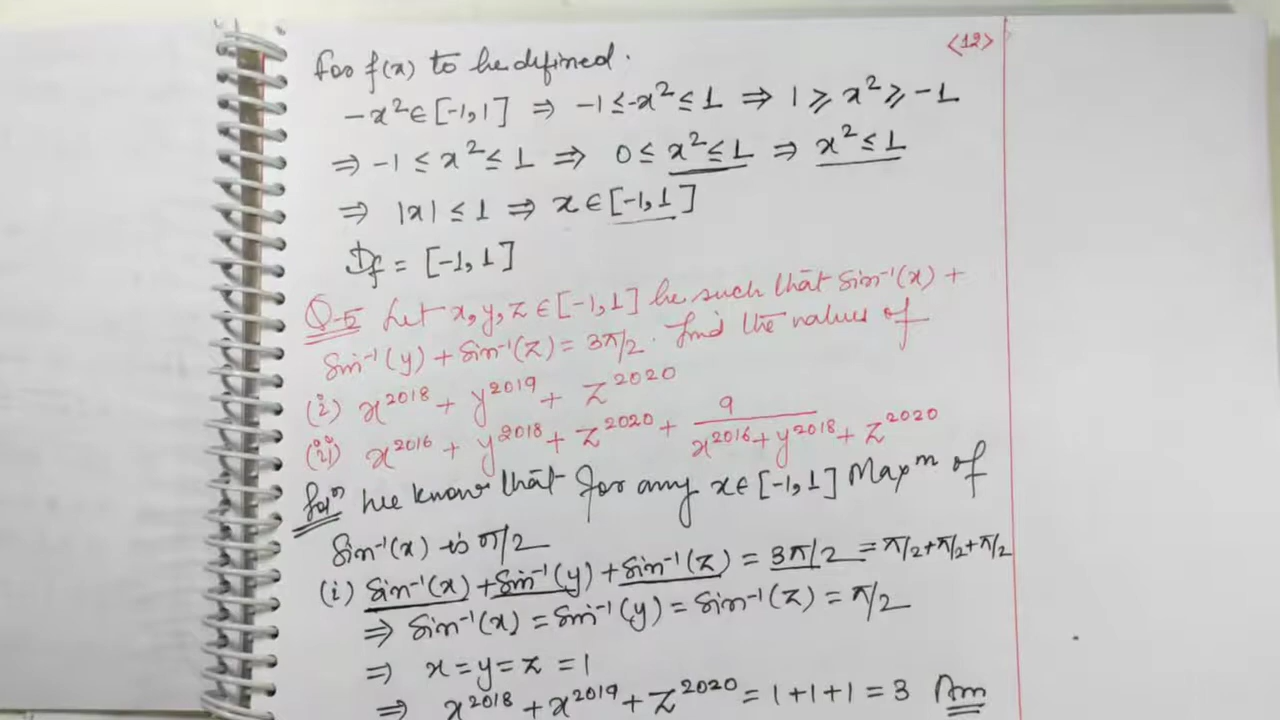 <12>
For f(x) to be defined.
-x² ∈ [-1,1] ⇒ -1 ≤ -x² ≤ 1 ⇒ 1 ≥ x² ≥ -1
⇒ -1 ≤ x² ≤ 1 ⇒ 0 ≤ x² ≤ 1 ⇒ x² ≤ 1
⇒ |x| ≤ 1 ⇒ x ∈ [-1,1]
Df = [-1,1]
Q-5 Let x,y,z ∈ [-1,1] be such that Sin⁻¹(x) +
Sin⁻¹(y) + Sin⁻¹(z) = 3π/2. find the values of
(i) x²⁰¹⁸ + y²⁰¹⁹ + z²⁰²⁰
(ii) x²⁰¹⁶ + y²⁰¹⁸ + z²⁰²⁰ + 9/(x²⁰¹⁶ + y²⁰¹⁸ + z²⁰²⁰)
Solⁿ We know that for any x ∈ [-1,1] Maxᵐ of
Sin⁻¹(x) is π/2
(i) Sin⁻¹(x) + Sin⁻¹(y) + Sin⁻¹(z) = 3π/2 = π/2+π/2+π/2
⇒ Sin⁻¹(x) = Sin⁻¹(y) = Sin⁻¹(z) = π/2
⇒ x = y = z = 1
⇒ x²⁰¹⁸ + x²⁰¹⁹ + z²⁰²⁰ = 1+1+1 = 3 Ans